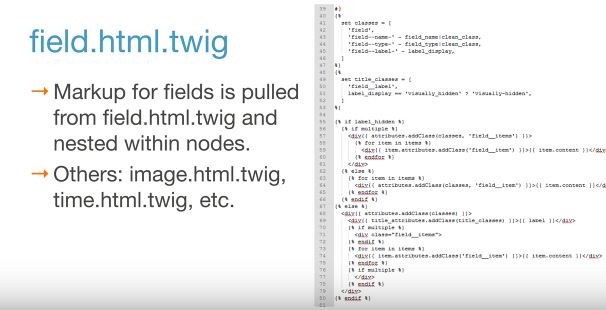 field.html.twig
→ Markup for fields is pulled
from field.html.twig and
nested within nodes.
→ Others: image.html.twig,
time.html.twig, etc.
39 #}
40 {%
41 set classes = [
42 'field',
43 'field--name-' ~ field_name|clean_class,
44 'field--type-' ~ field_type|clean_class,
45 'field--label-' ~ label_display,
46 ]
47 %}
48 {%
49 set title_classes = [
50 'field__label',
51 label_display == 'visually_hidden' ? 'visually-hidden',
52 ]
53 %}
54
55 {% if label_hidden %}
56 {% if multiple %}
57 <div{{ attributes.addClass(classes, 'field__items') }}>
58 {% for item in items %}
59 <div{{ item.attributes.addClass('field__item') }}>{{ item.content }}</div
60 {% endfor %}
61 </div>
62 {% else %}
63 {% for item in items %}
64 <div{{ attributes.addClass(classes, 'field__item') }}>{{ item.content }}</d
65 {% endfor %}
66 {% endif %}
67 {% else %}
68 <div{{ attributes.addClass(classes) }}>
69 <div{{ title_attributes.addClass(title_classes) }}>{{ label }}</div>
70 {% if multiple %}
71 <div class="field__items">
72 {% endif %}
73 {% for item in items %}
74 <div{{ item.attributes.addClass('field__item') }}>{{ item.content }}</div>
75 {% endfor %}
76 {% if multiple %}
77 </div>
78 {% endif %}
79 </div>
80 {% endif %}